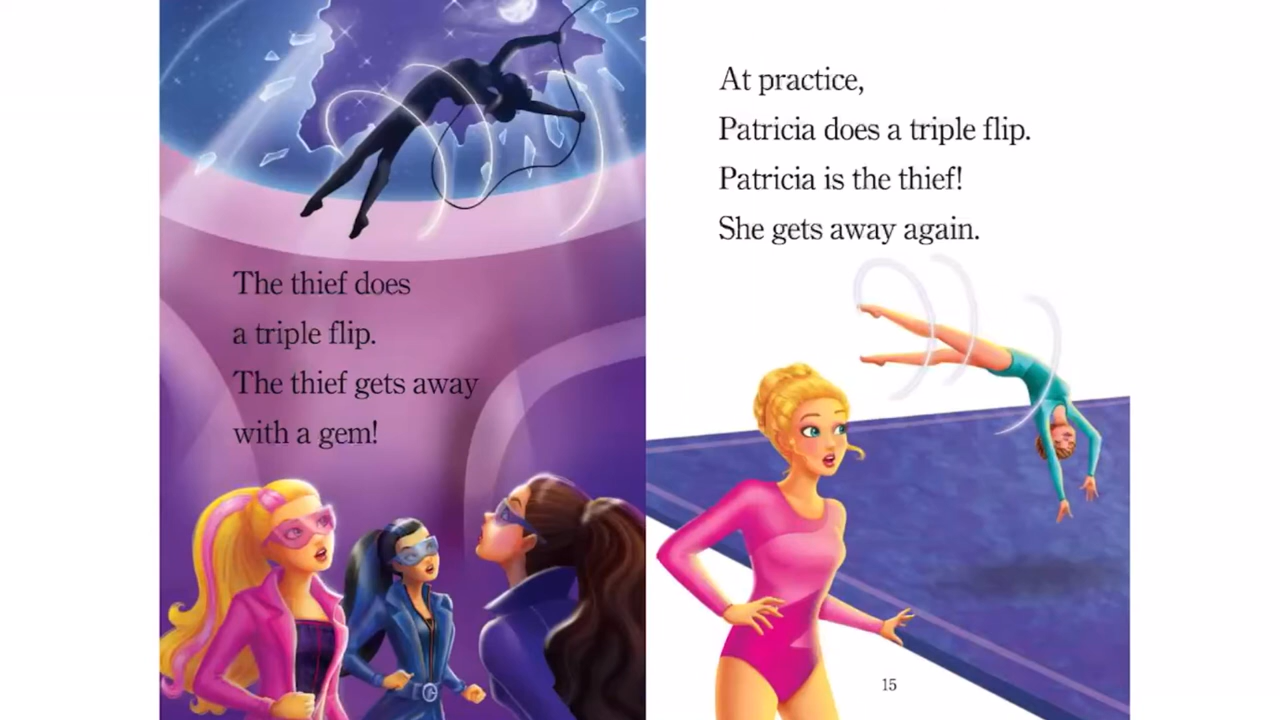 The thief does
a triple flip.
The thief gets away
with a gem!
At practice,
Patricia does a triple flip.
Patricia is the thief!
She gets away again.
15